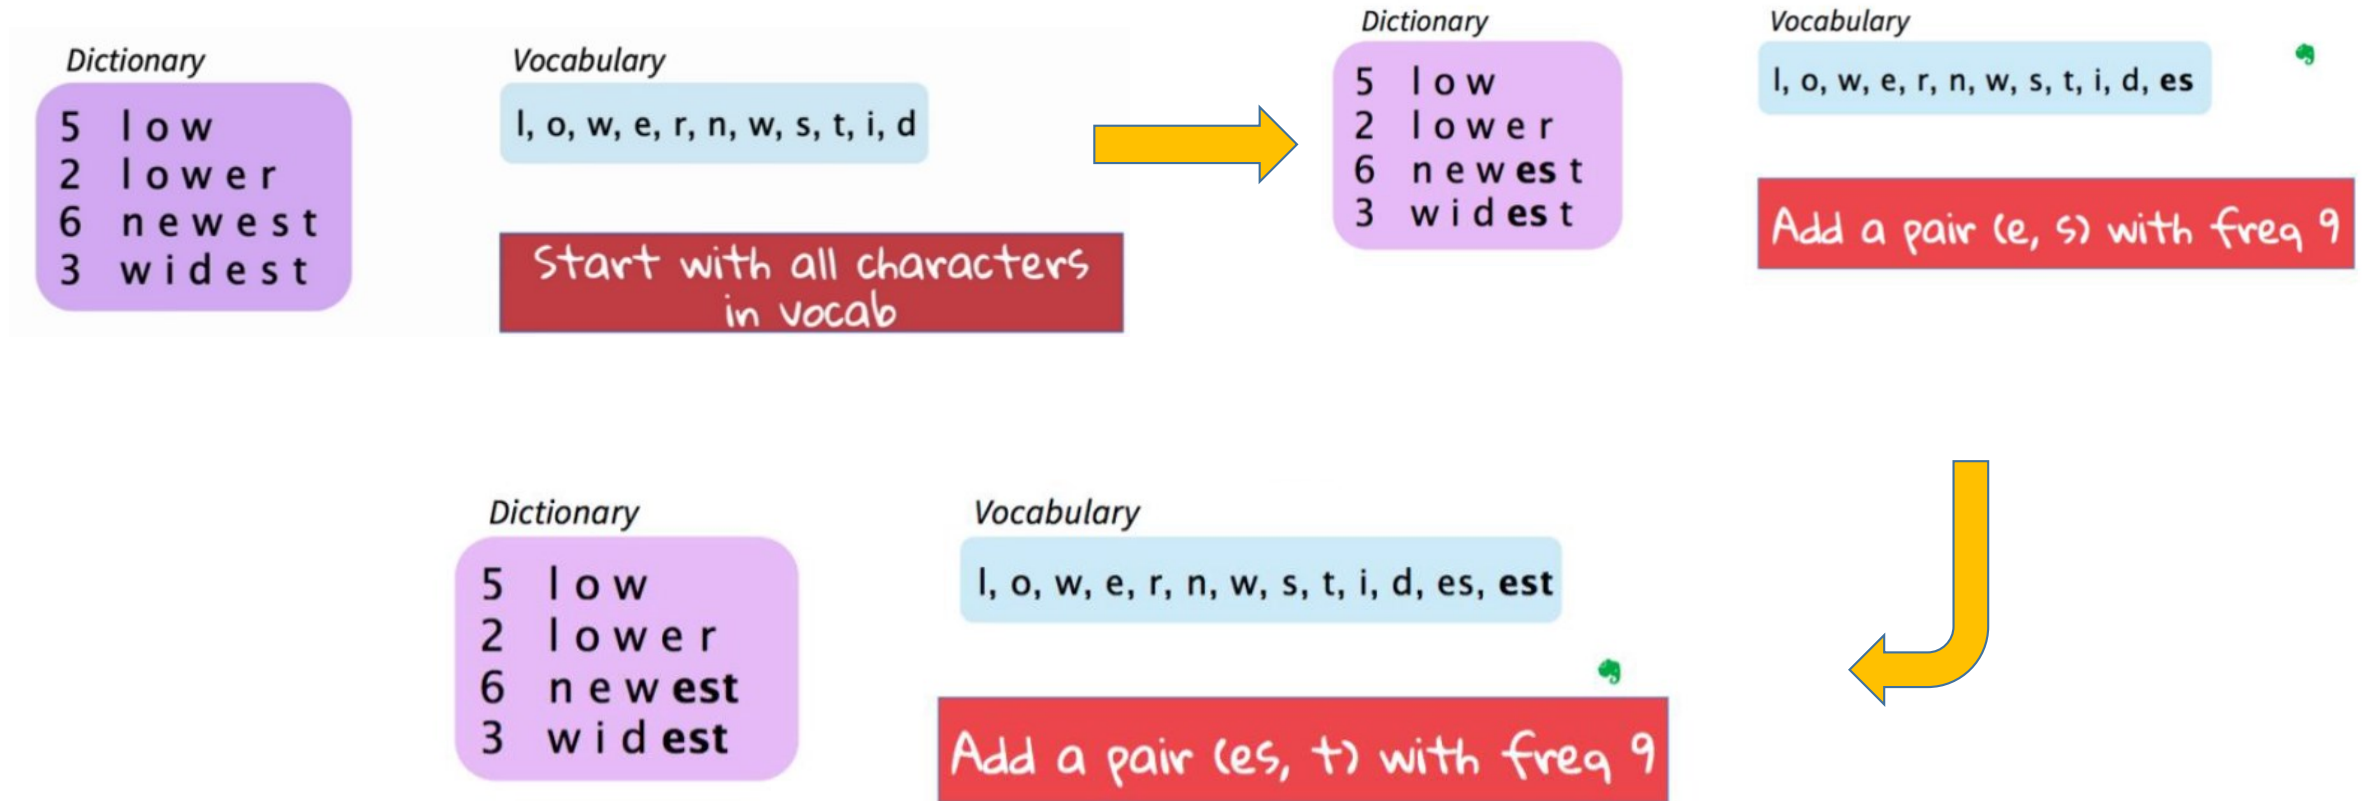 Dictionary
5 l o w
2 l o w e r
6 n e w e s t
3 w i d e s t
Vocabulary
l, o, w, e, r, n, w, s, t, i, d
Start with all characters
in vocab
Dictionary
5 l o w
2 l o w e r
6 n e w es t
3 w i d es t
Vocabulary
l, o, w, e, r, n, w, s, t, i, d, es
Add a pair (e, s) with freq 9
Dictionary
5 l o w
2 l o w e r
6 n e w est
3 w i d est
Vocabulary
l, o, w, e, r, n, w, s, t, i, d, es, est
Add a pair (es, t) with freq 9